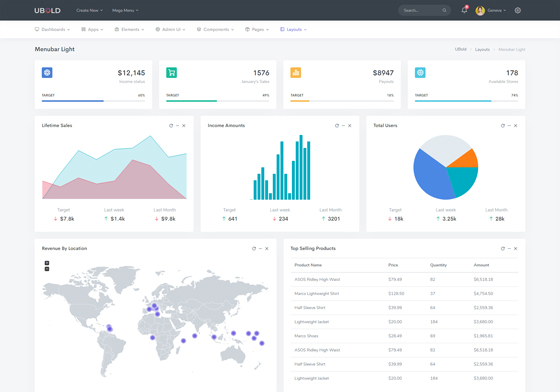 UBOLD
Create New
Mega Menu
Search...
Geneva
Dashboards
Apps
Elements
Admin UI
Components
Pages
Layouts
Menubar Light
UBold
Layouts
Menubar Light
$12,145
Income status
TARGET 60%
1576
January's Sales
TARGET 49%
$8947
Payouts
TARGET 18%
178
Available Stores
TARGET 74%
Lifetime Sales
Target Last week Last Month
$7.8k $1.4k $9.8k
Income Amounts
Target Last week Last Month
641 234 3201
Total Users
Target Last week Last Month
18k 3.25k 28k
Revenue By Location
+
−
Top Selling Products
Product Name Price Quantity Amount
ASOS Ridley High Waist $79.49 82 $6,518.18
Marco Lightweight Shirt $128.50 37 $4,754.50
Half Sleeve Shirt $39.99 64 $2,559.36
Lightweight Jacket $20.00 184 $3,680.00
Marco Shoes $28.49 69 $1,965.81
ASOS Ridley High Waist $79.49 82 $6,518.18
Half Sleeve Shirt $39.99 64 $2,559.36
Lightweight Jacket $20.00 184 $3,680.00